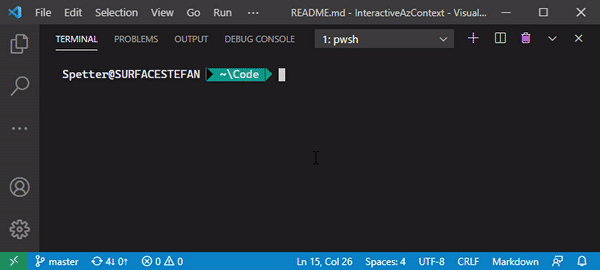 File Edit Selection View Go Run ··· README.md - InteractiveAzContext - Visual...
TERMINAL PROBLEMS OUTPUT DEBUG CONSOLE 1: pwsh
Spetter@SURFACESTEFAN ~\Code
master 4↓ 0↑ 0 0 Ln 15, Col 26 Spaces: 4 UTF-8 CRLF Markdown